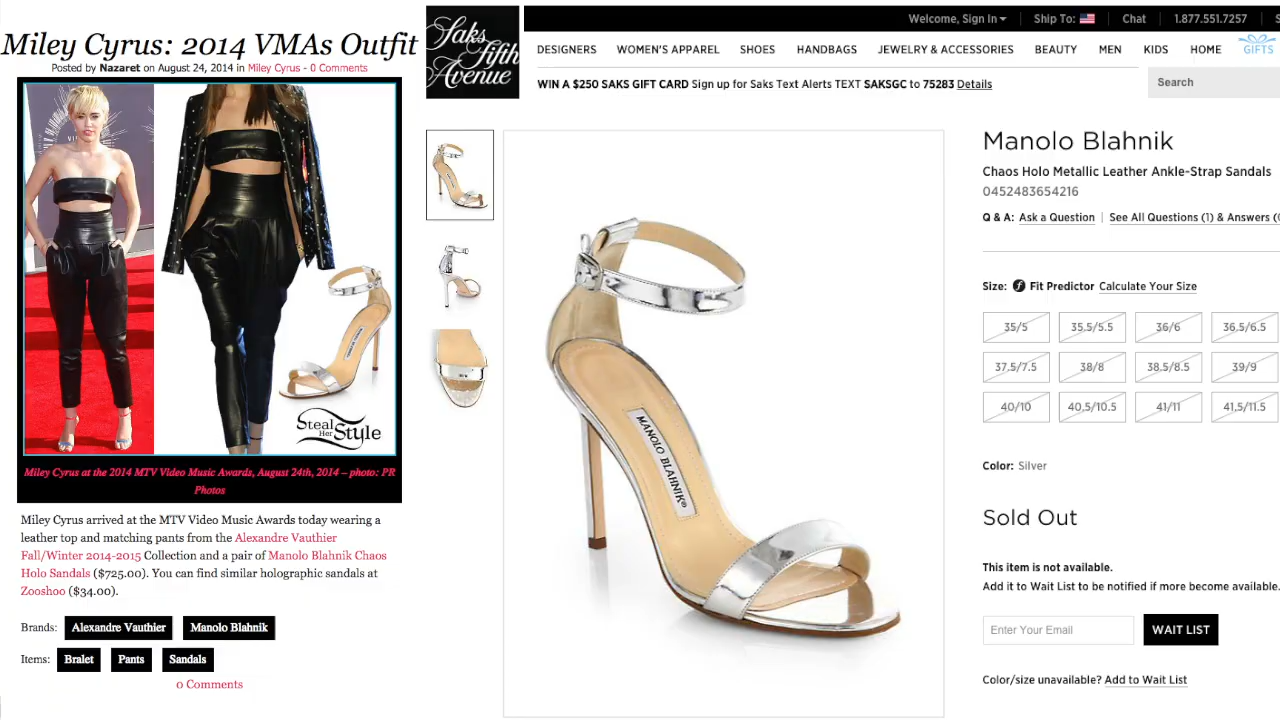 Miley Cyrus: 2014 VMAs Outfit
Posted by Nazaret on August 24, 2014 in Miley Cyrus - 0 Comments
Steal Her Style
Miley Cyrus at the 2014 MTV Video Music Awards, August 24th, 2014 – photo: PR
Photos
Miley Cyrus arrived at the MTV Video Music Awards today wearing a
leather top and matching pants from the Alexandre Vauthier
Fall/Winter 2014-2015 Collection and a pair of Manolo Blahnik Chaos
Holo Sandals ($725.00). You can find similar holographic sandals at
Zooshoo ($34.00).
Brands: Alexandre Vauthier Manolo Blahnik
Items: Bralet Pants Sandals
0 Comments
Saks
Fifth
Avenue
Welcome, Sign In Ship To: Chat 1.877.551.7257 S
DESIGNERS WOMEN'S APPAREL SHOES HANDBAGS JEWELRY & ACCESSORIES BEAUTY MEN KIDS HOME GIFTS
WIN A $250 SAKS GIFT CARD Sign up for Saks Text Alerts TEXT SAKSGC to 75283 Details
Search
MANOLO BLAHNIK®
Manolo Blahnik
Chaos Holo Metallic Leather Ankle-Strap Sandals
0452483654216
Q & A: Ask a Question | See All Questions (1) & Answers (
Size: Fit Predictor Calculate Your Size
35/5 35.5/5.5 36/6 36.5/6.5
37.5/7.5 38/8 38.5/8.5 39/9
40/10 40.5/10.5 41/11 41.5/11.5
Color: Silver
Sold Out
This item is not available.
Add it to Wait List to be notified if more become available.
Enter Your Email WAIT LIST
Color/size unavailable? Add to Wait List